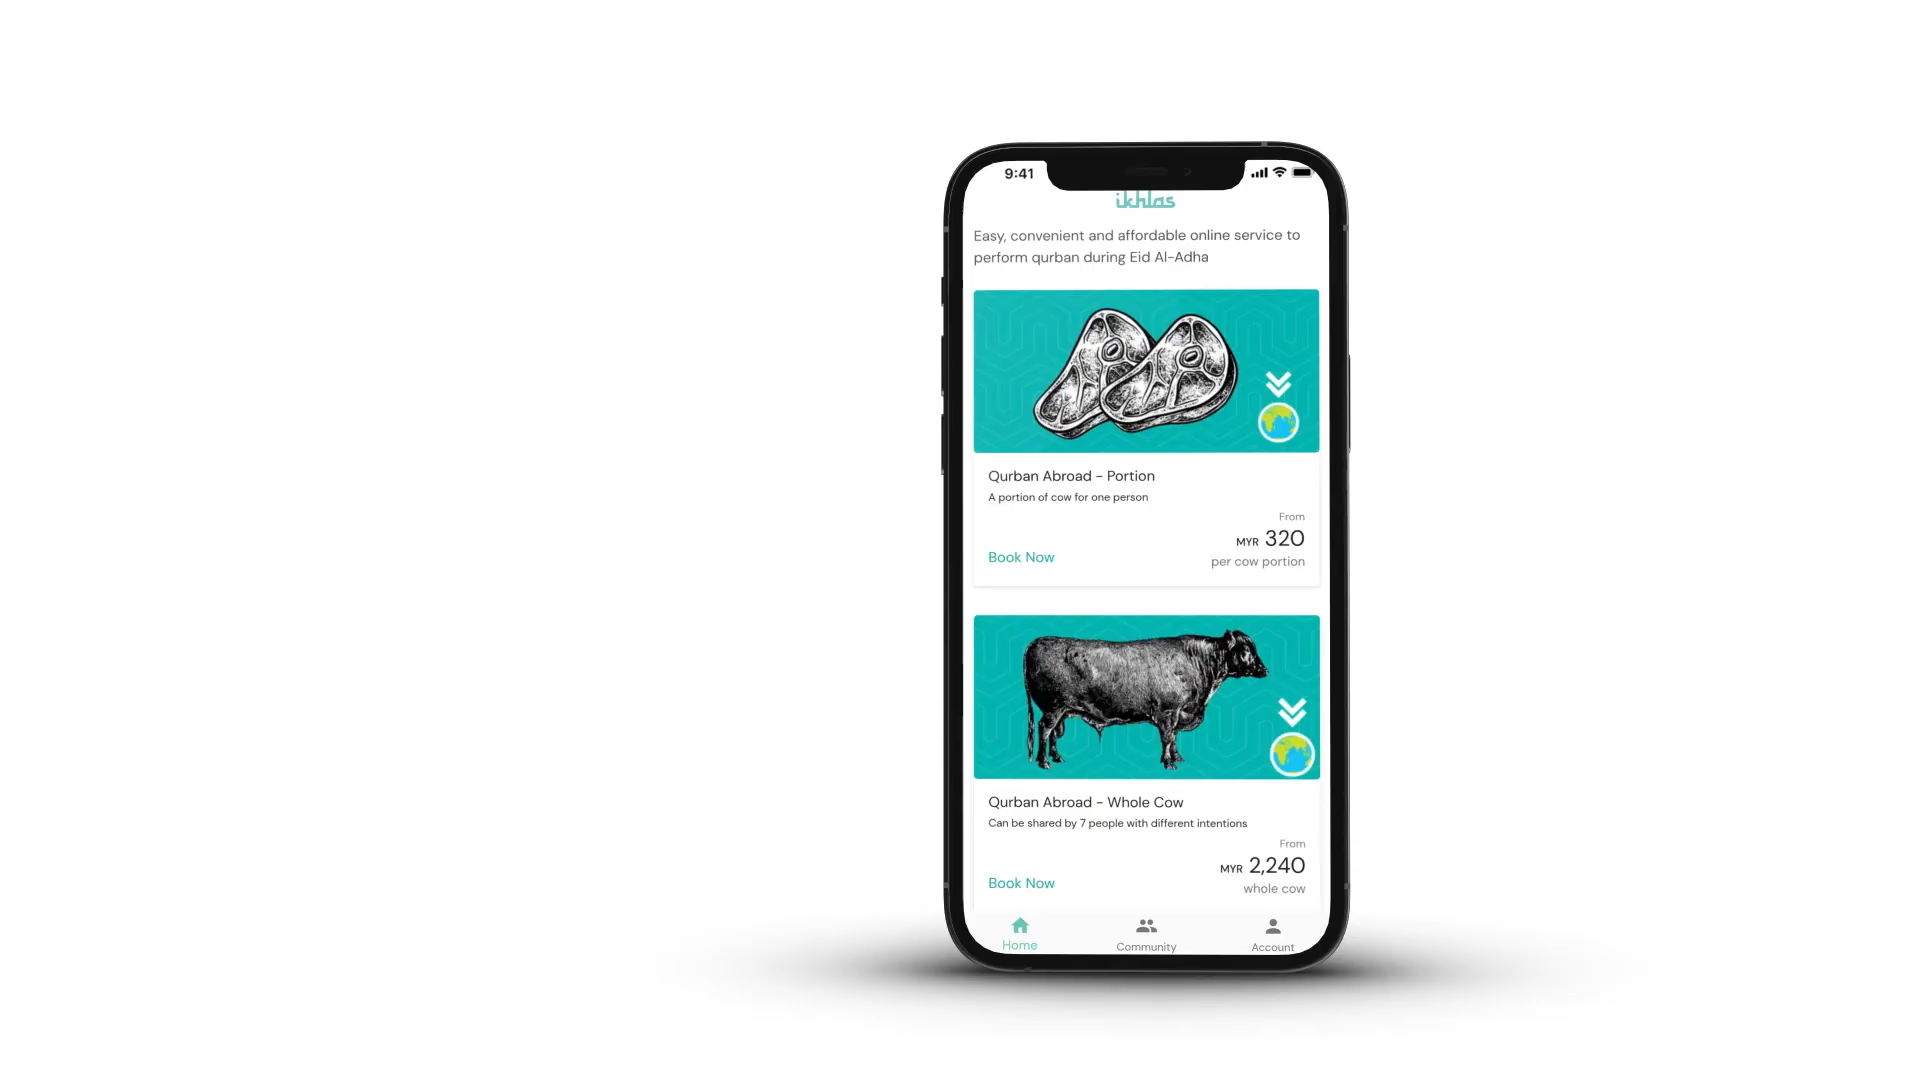 9:41
ikhlas
Easy, convenient and affordable online service to
perform qurban during Eid Al-Adha
Qurban Abroad - Portion
A portion of cow for one person
From
MYR 320
Book Now
per cow portion
Qurban Abroad - Whole Cow
Can be shared by 7 people with different intentions
From
MYR 2,240
Book Now
whole cow
Home
Community
Account